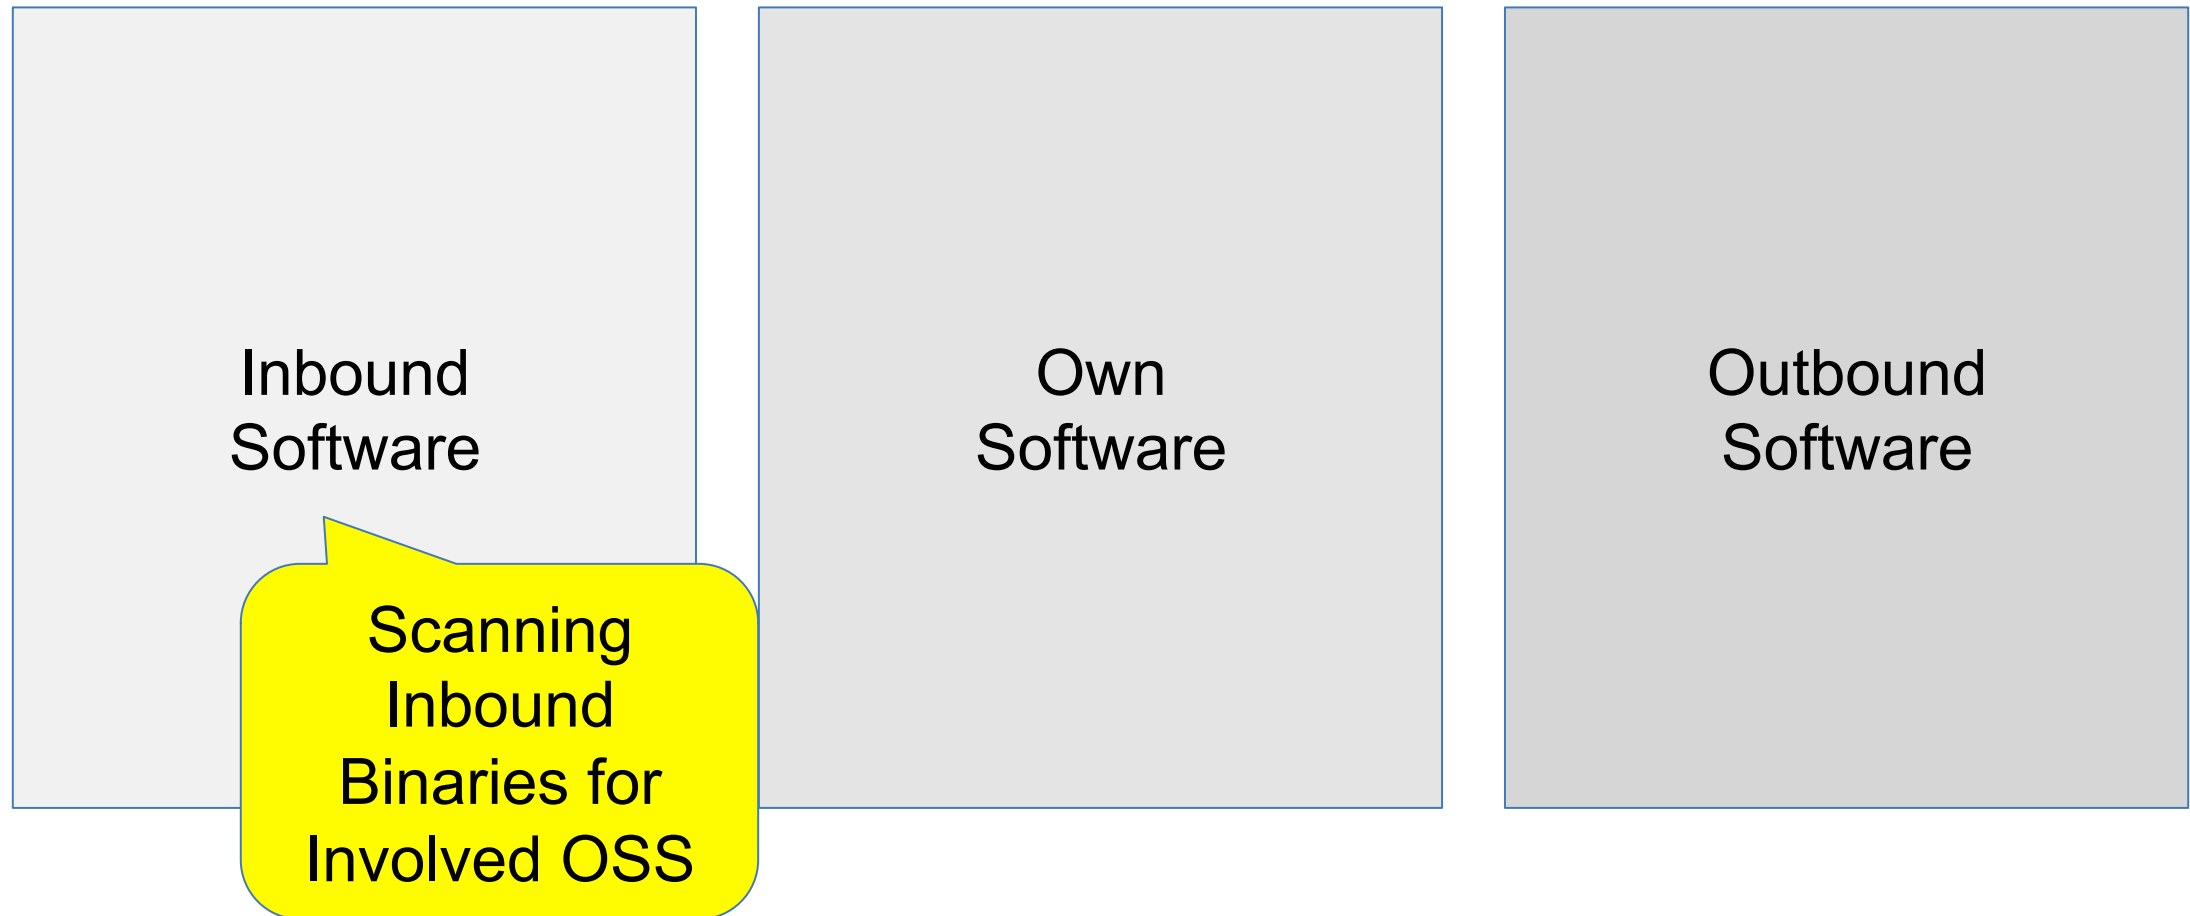 Inbound
Software
Own
Software
Outbound
Software
Scanning
Inbound
Binaries for
Involved OSS